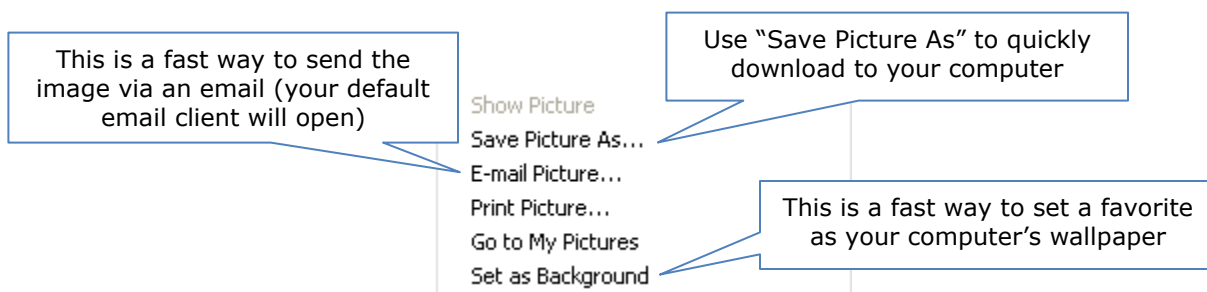 This is a fast way to send the
image via an email (your default
email client will open)
Use “Save Picture As” to quickly
download to your computer
Show Picture
Save Picture As...
E-mail Picture...
Print Picture...
Go to My Pictures
Set as Background
This is a fast way to set a favorite
as your computer’s wallpaper